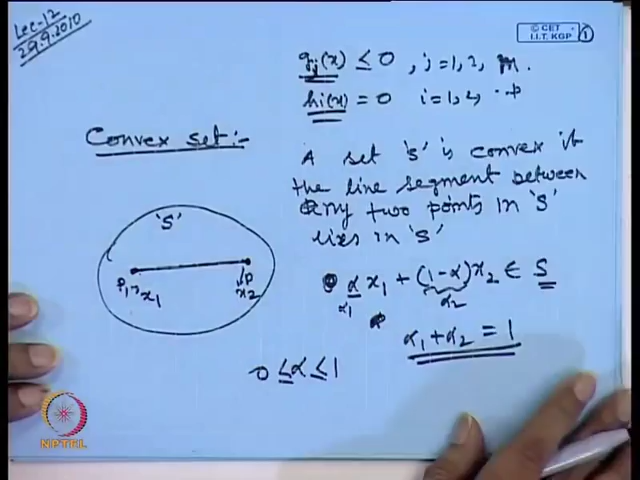 Lec-12
29.9.2010
© CET
I.I.T. KGP
1
gj(x) ≤ 0 , j=1,2, m.
hi(x) = 0 i=1,2, ..p
Convex set:-
A set 's' is convex if
the line segment between
any two points in 's'
lies in 's'
's'
P1 → x1
P
x2
α x1 + (1-α) x2 ∈ S
α1 α2
α1+α2 = 1
0 ≤ α ≤ 1
NPTEL